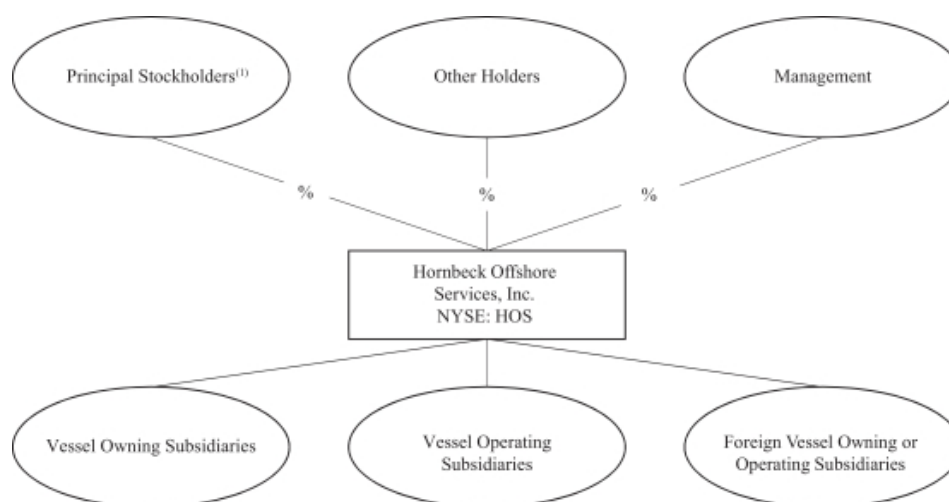 Principal Stockholders(1)
Other Holders
Management
%
%
%
Hornbeck Offshore
Services, Inc.
NYSE: HOS
Vessel Owning Subsidiaries
Vessel Operating
Subsidiaries
Foreign Vessel Owning or
Operating Subsidiaries